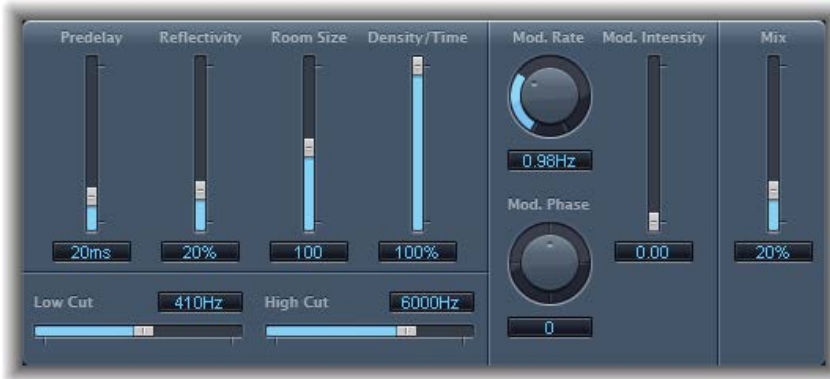 Predelay Reflectivity Room Size Density/Time Mod. Rate Mod. Intensity Mix
0.98Hz
Mod. Phase
20ms 20% 100 100% 0.00 20%
Low Cut 410Hz High Cut 6000Hz
0